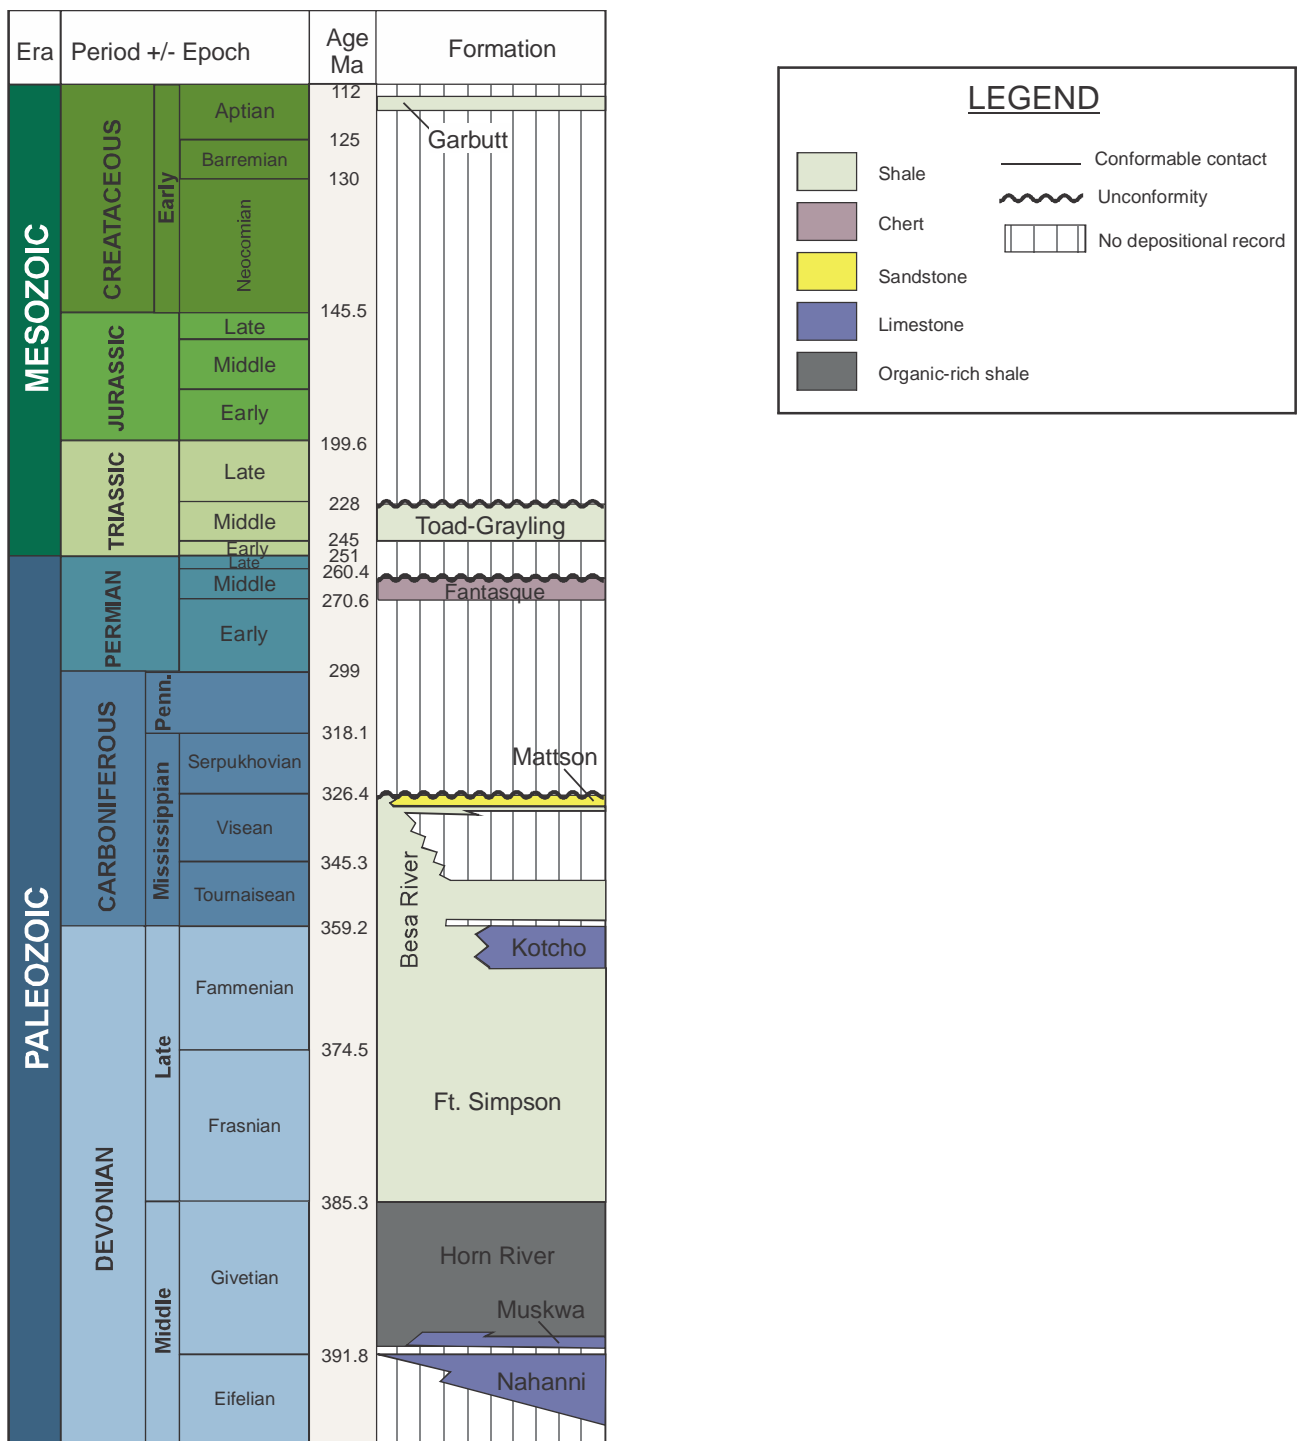 Era
Period +/- Epoch
Age
Ma
Formation
MESOZOIC
CREATACEOUS
Early
Aptian
Barremian
Neocomian
JURASSIC
Late
Middle
Early
TRIASSIC
Late
Middle
Early
PALEOZOIC
PERMIAN
Late
Middle
Early
CARBONIFEROUS
Penn.
Mississippian
Serpukhovian
Visean
Tournaisean
DEVONIAN
Late
Fammenian
Frasnian
Middle
Givetian
Eifelian
112
125
130
145.5
199.6
228
245
251
260.4
270.6
299
318.1
326.4
345.3
359.2
374.5
385.3
391.8
Garbutt
Toad-Grayling
Fantasque
Mattson
Besa River
Kotcho
Ft. Simpson
Horn River
Muskwa
Nahanni
LEGEND
Shale
Chert
Sandstone
Limestone
Organic-rich shale
Conformable contact
Unconformity
No depositional record